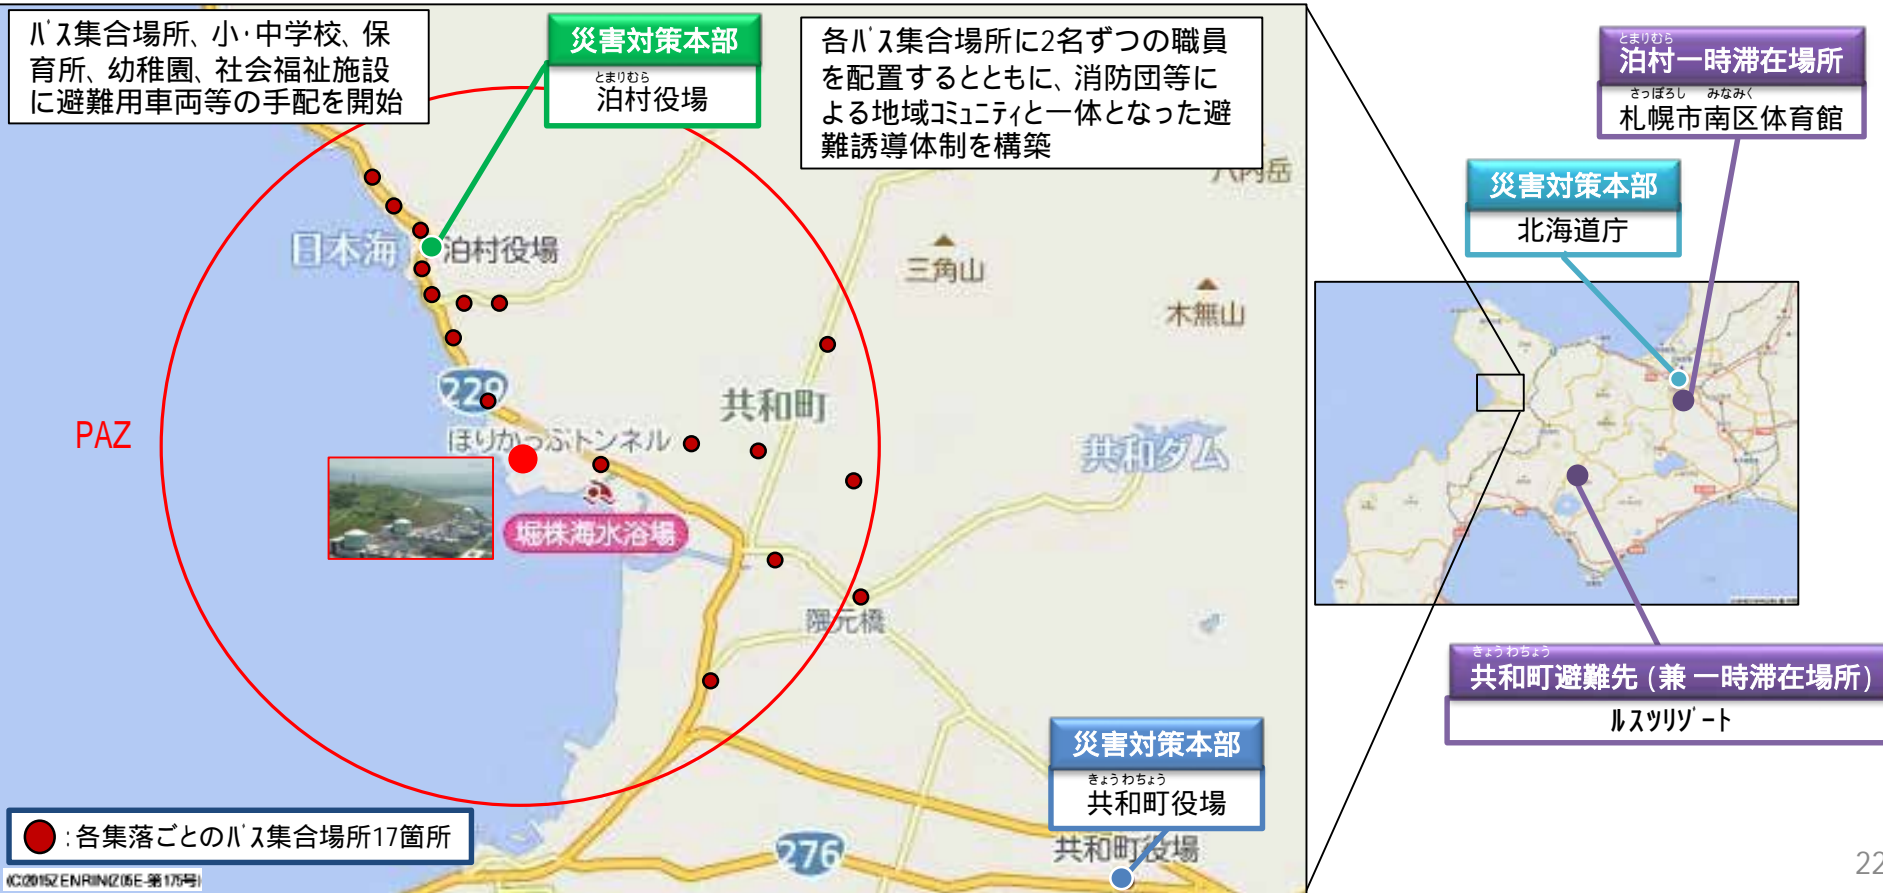 バス集合場所、小・中学校、保
育所、幼稚園、社会福祉施設
に避難用車両等の手配を開始
災害対策本部
とまりむら
泊村役場
各バス集合場所に2名ずつの職員
を配置するとともに、消防団等に
よる地域コミュニティと一体となった避
難誘導体制を構築
とまりむら
泊村一時滞在場所
さっぽろし みなみく
札幌市南区体育館
災害対策本部
北海道庁
日本海
泊村役場
三角山
木無山
229
共和町
PAZ
ほりかっぷトンネル
共和ダム
堀株海水浴場
隈元橋
きょうわちょう
共和町避難先(兼 一時滞在場所)
ルスツリゾート
災害対策本部
きょうわちょう
共和町役場
:各集落ごとのバス集合場所17箇所
276
共和町役場
(C)2015ZENRIN(Z05E-第175号)
22